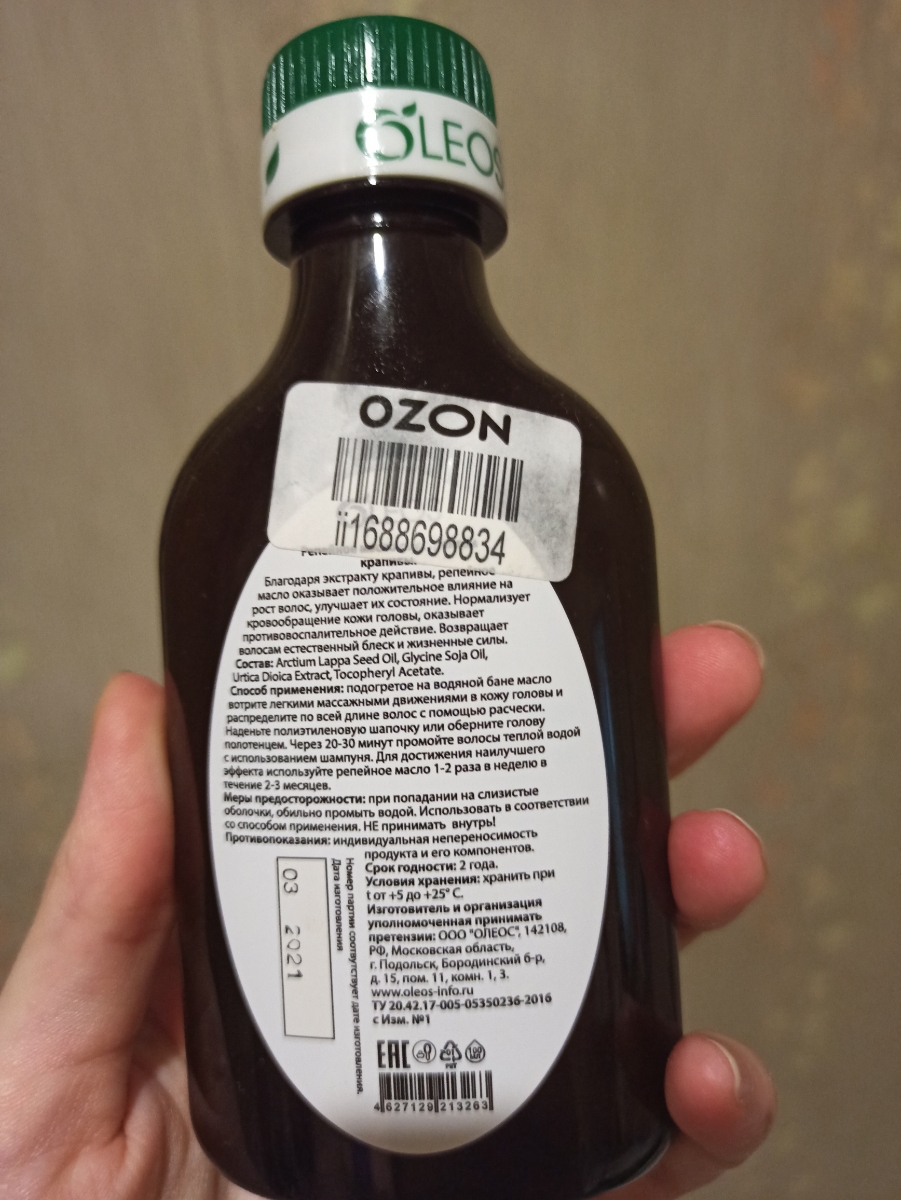 OLEOS
OZON
ii1688698834
крапивы.
Благодаря экстракту крапивы, репейное
масло оказывает положительное влияние на
рост волос, улучшает их состояние. Нормализует
кровообращение кожи головы, оказывает
противовоспалительное действие. Возвращает
волосам естественный блеск и жизненные силы.
Состав: Arctium Lappa Seed Oil, Glycine Soja Oil,
Urtica Dioica Extract, Tocopheryl Acetate.
Способ применения: подогретое на водяной бане масло
вотрите легкими массажными движениями в кожу головы и
распределите по всей длине волос с помощью расчески.
Наденьте полиэтиленовую шапочку или оберните голову
полотенцем. Через 20-30 минут промойте волосы теплой водой
с использованием шампуня. Для достижения наилучшего
эффекта используйте репейное масло 1-2 раза в неделю в
течение 2-3 месяцев.
Меры предосторожности: при попадании на слизистые
оболочки, обильно промыть водой. Использовать в соответствии
со способом применения. НЕ принимать внутрь!
Противопоказания: индивидуальная непереносимость
продукта и его компонентов.
Срок годности: 2 года.
Условия хранения: хранить при
t от +5 до +25° С.
Изготовитель и организация
уполномоченная принимать
претензии: ООО "ОЛЕОС", 142108,
РФ, Московская область,
г. Подольск, Бородинский б-р,
д. 15, пом. 11, комн. 1, 3.
www.oleos-info.ru
ТУ 20.42.17-005-05350236-2016
с Изм. №1
Номер партии соответствует дате изготовления.
Дата изготовления
03 2021
EAC
4627129213263